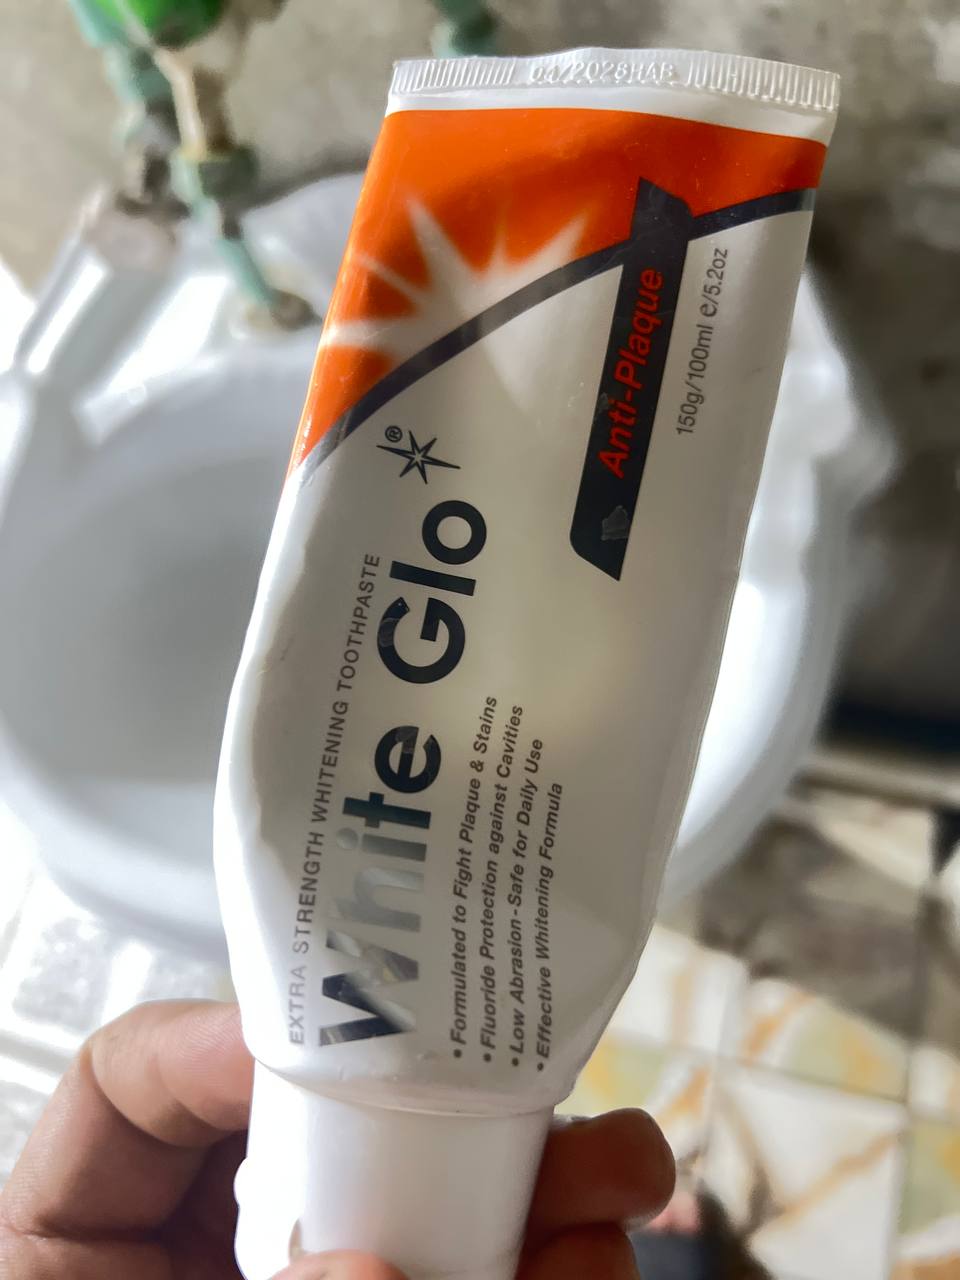 04/2028HAB
EXTRA STRENGTH WHITENING TOOTHPASTE
White Glo®
Anti-Plaque
150g/100ml e/5.2oz
• Formulated to Fight Plaque & Stains
• Fluoride Protection against Cavities
• Low Abrasion-Safe for Daily Use
• Effective Whitening Formula